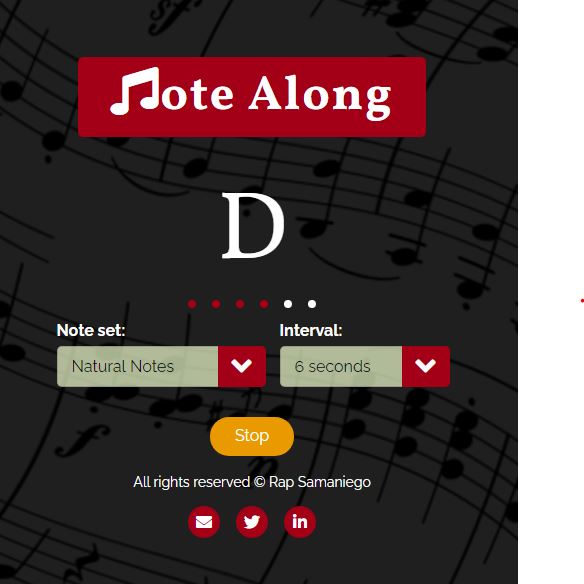 ote Along
D
Note set:
Interval:
Natural Notes
6 seconds
Stop
All rights reserved © Rap Samaniego
in